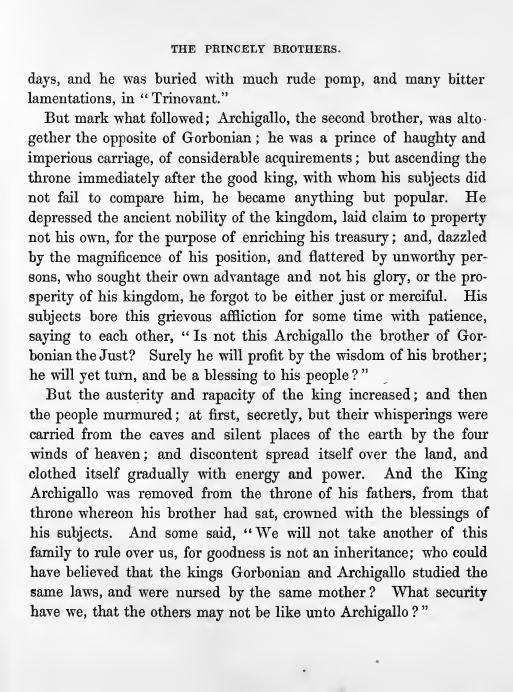 THE PRINCELY BROTHERS.
days, and he was buried with much rude pomp, and many bitter
lamentations, in “Trinovant.”
But mark what followed; Archigallo, the second brother, was alto-
gether the opposite of Gorbonian; he was a prince of haughty and
imperious carriage, of considerable acquirements; but ascending the
throne immediately after the good king, with whom his subjects did
not fail to compare him, he became anything but popular. He
depressed the ancient nobility of the kingdom, laid claim to property
not his own, for the purpose of enriching his treasury; and, dazzled
by the magnificence of his position, and flattered by unworthy per-
sons, who sought their own advantage and not his glory, or the pro-
sperity of his kingdom, he forgot to be either just or merciful. His
subjects bore this grievous affliction for some time with patience,
saying to each other, “Is not this Archigallo the brother of Gor-
bonian the Just? Surely he will profit by the wisdom of his brother;
he will yet turn, and be a blessing to his people?”
But the austerity and rapacity of the king increased; and then
the people murmured; at first, secretly, but their whisperings were
carried from the caves and silent places of the earth by the four
winds of heaven; and discontent spread itself over the land, and
clothed itself gradually with energy and power. And the King
Archigallo was removed from the throne of his fathers, from that
throne whereon his brother had sat, crowned with the blessings of
his subjects. And some said, “We will not take another of this
family to rule over us, for goodness is not an inheritance; who could
have believed that the kings Gorbonian and Archigallo studied the
same laws, and were nursed by the same mother? What security
have we, that the others may not be like unto Archigallo?”